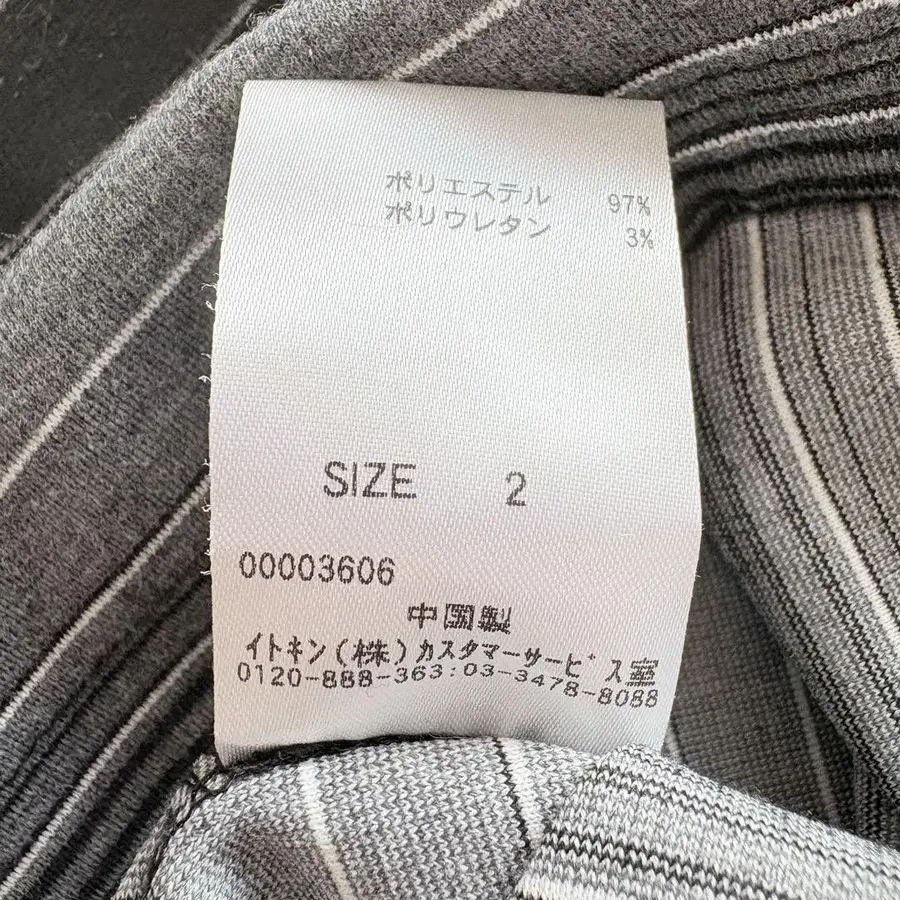 ポリエステル 97%
ポリウレタン 3%
SIZE 2
00003606
中国製
イトキン(株)カスタマーサービス室
0120-888-363:03-3478-8088